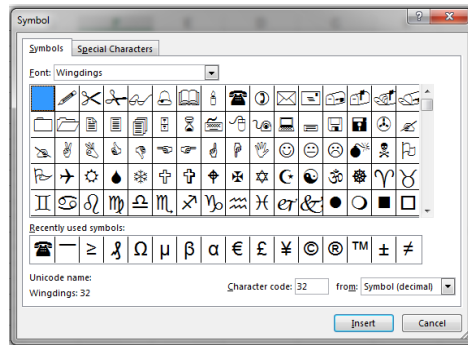 Symbol
Symbols Special Characters
Font: Wingdings
Recently used symbols:
☎ — ≥ Ω µ β α € £ ¥ © ® ™ ± ≠
Unicode name:
Wingdings: 32
Character code: 32 from: Symbol (decimal)
Insert Cancel